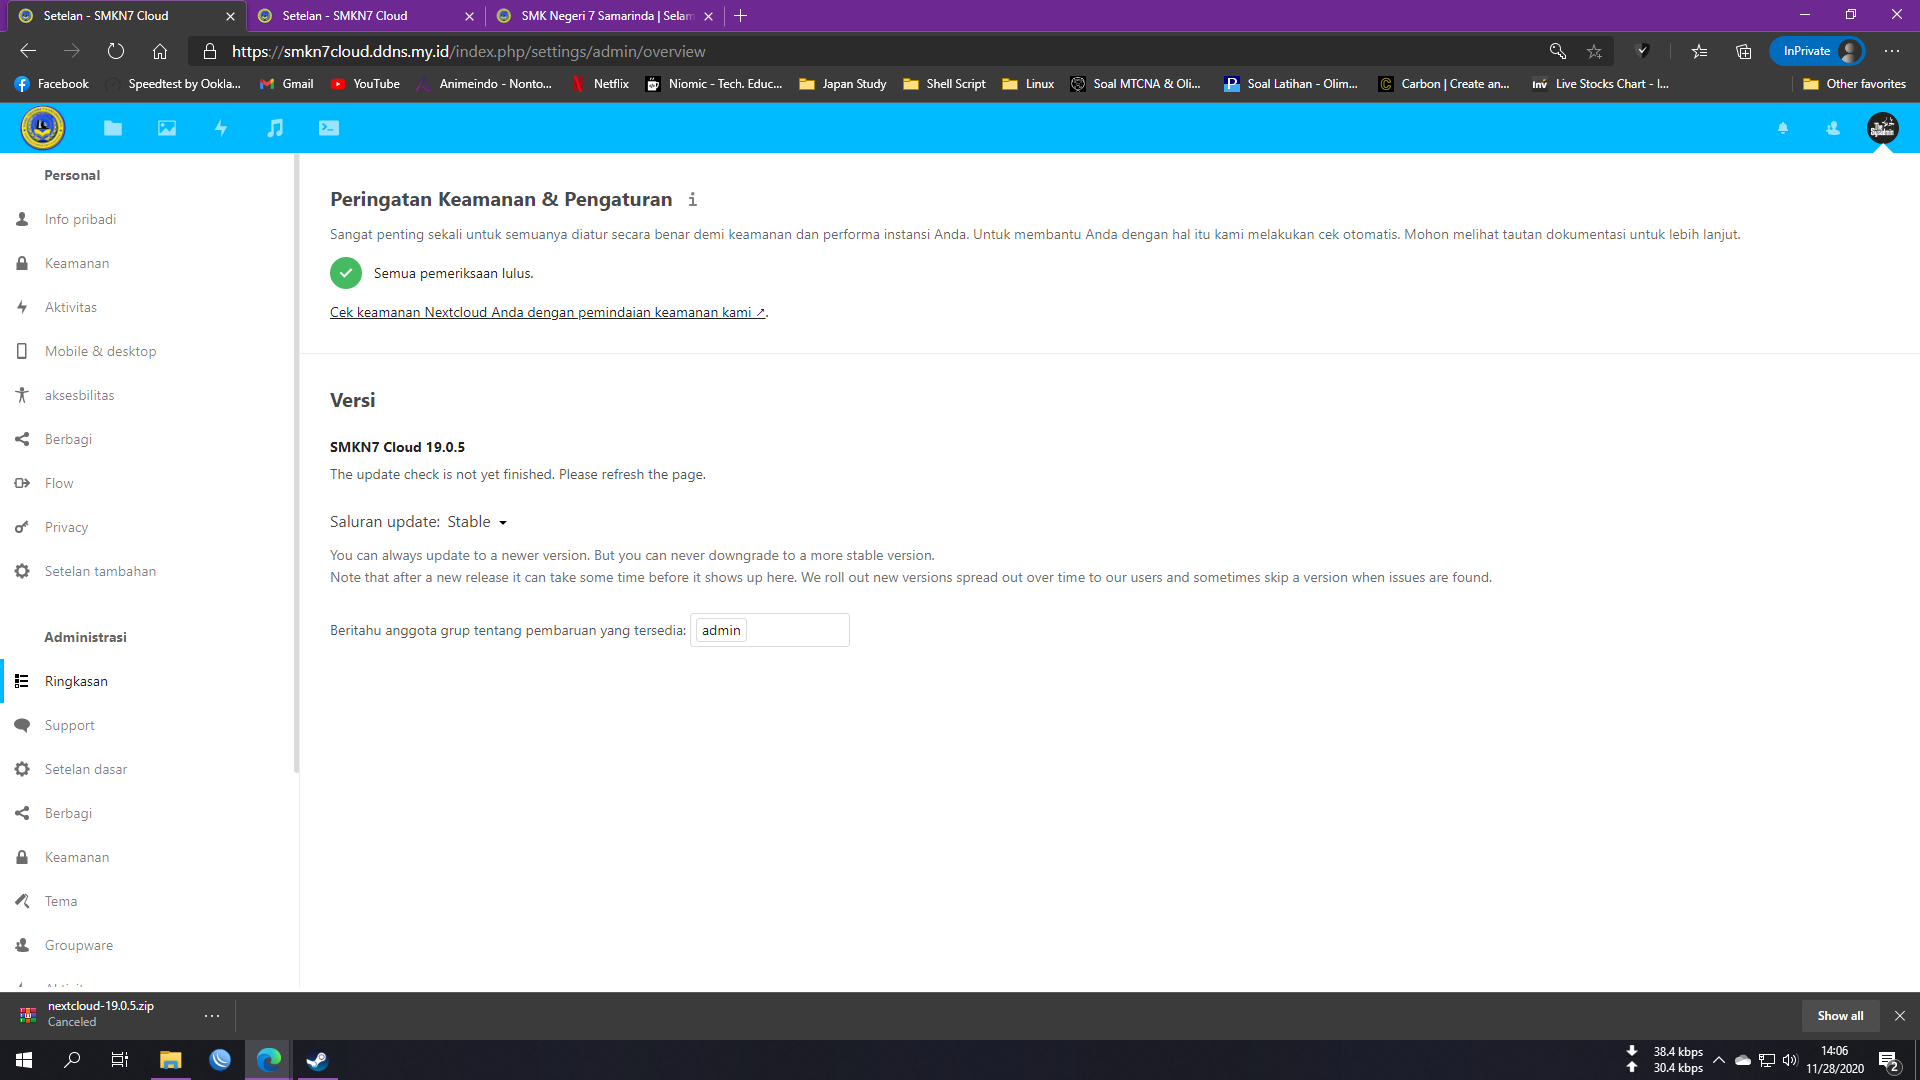 Setelan - SMKN7 Cloud
Setelan - SMKN7 Cloud
SMK Negeri 7 Samarinda | Selam
https://smkn7cloud.ddns.my.id/index.php/settings/admin/overview
InPrivate
Facebook
Speedtest by Ookla...
Gmail
YouTube
Animeindo - Nonto...
Netflix
Niomic - Tech. Educ...
Japan Study
Shell Script
Linux
Soal MTCNA & Oli...
Soal Latihan - Olim...
Carbon | Create an...
Inv
Live Stocks Chart - I...
Other favorites
The Sysadmin
Personal
Info pribadi
Keamanan
Aktivitas
Mobile & desktop
aksesbilitas
Berbagi
Flow
Privacy
Setelan tambahan
Administrasi
Ringkasan
Support
Setelan dasar
Berbagi
Keamanan
Tema
Groupware
Peringatan Keamanan & Pengaturan
Sangat penting sekali untuk semuanya diatur secara benar demi keamanan dan performa instansi Anda. Untuk membantu Anda dengan hal itu kami melakukan cek otomatis. Mohon melihat tautan dokumentasi untuk lebih lanjut.
Semua pemeriksaan lulus.
Cek keamanan Nextcloud Anda dengan pemindaian keamanan kami ↗.
Versi
SMKN7 Cloud 19.0.5
The update check is not yet finished. Please refresh the page.
Saluran update: Stable
You can always update to a newer version. But you can never downgrade to a more stable version.
Note that after a new release it can take some time before it shows up here. We roll out new versions spread out over time to our users and sometimes skip a version when issues are found.
Beritahu anggota grup tentang pembaruan yang tersedia: admin
nextcloud-19.0.5.zip
Canceled
Show all
38.4 kbps
30.4 kbps
14:06
11/28/2020
2